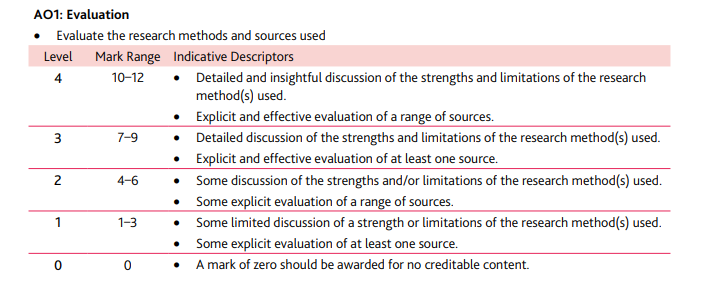 AO1: Evaluation
• Evaluate the research methods and sources used
Level Mark Range Indicative Descriptors
4 10–12 • Detailed and insightful discussion of the strengths and limitations of the research
method(s) used.
• Explicit and effective evaluation of a range of sources.
3 7–9 • Detailed discussion of the strengths and limitations of the research method(s) used.
• Explicit and effective evaluation of at least one source.
2 4–6 • Some discussion of the strengths and/or limitations of the research method(s) used.
• Some explicit evaluation of a range of sources.
1 1–3 • Some limited discussion of a strength or limitations of the research method(s) used.
• Some explicit evaluation of at least one source.
0 0 • A mark of zero should be awarded for no creditable content.